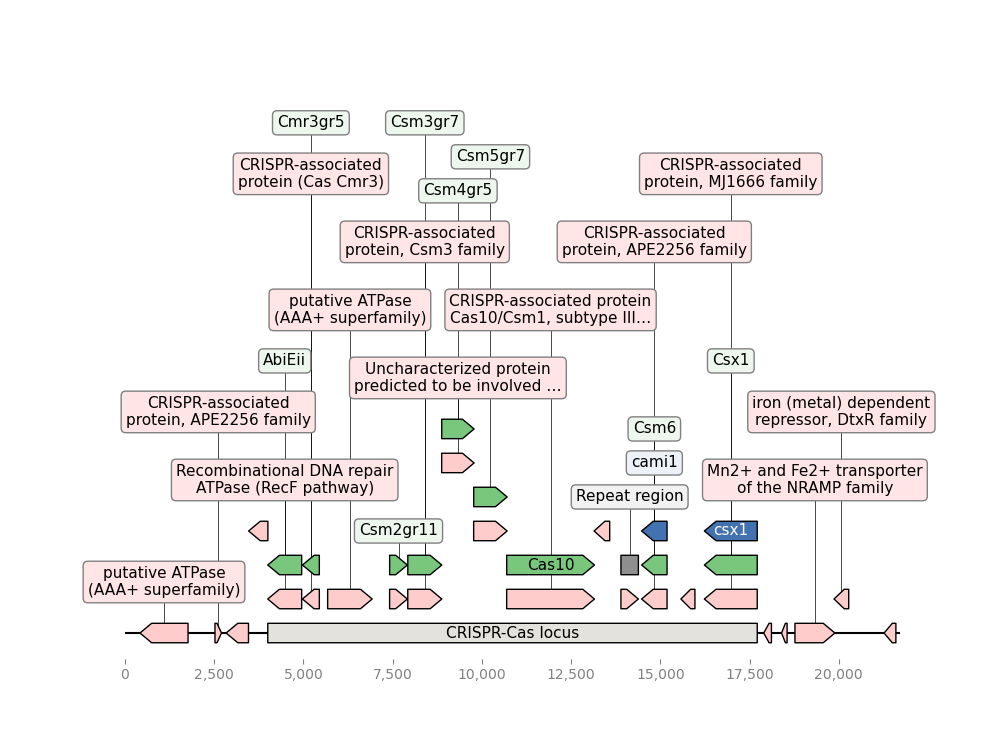 Cmr3gr5
Csm3gr7
Csm5gr7
CRISPR-associated
protein (Cas Cmr3)
CRISPR-associated
protein, MJ1666 family
Csm4gr5
CRISPR-associated
protein, Csm3 family
CRISPR-associated
protein, APE2256 family
putative ATPase
(AAA+ superfamily)
CRISPR-associated protein
Cas10/Csm1, subtype III...
AbiEii
Csx1
Uncharacterized protein
predicted to be involved ...
CRISPR-associated
protein, APE2256 family
iron (metal) dependent
repressor, DtxR family
Csm6
cami1
Recombinational DNA repair
ATPase (RecF pathway)
Mn2+ and Fe2+ transporter
of the NRAMP family
Repeat region
Csm2gr11
csx1
Cas10
putative ATPase
(AAA+ superfamily)
CRISPR-Cas locus
0
2,500
5,000
7,500
10,000
12,500
15,000
17,500
20,000